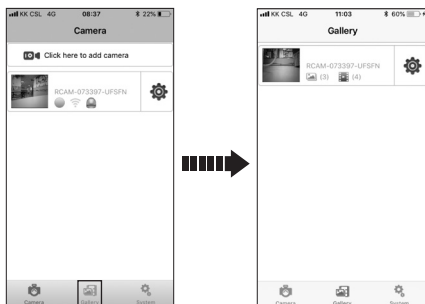 KK CSL 4G 08:37 22%
Camera
Click here to add camera
RCAM-073397-UFSFN
Camera Gallery System
KK CSL 4G 11:03 60%
Gallery
RCAM-073397-UFSFN
(3) (4)
Camera Gallery System